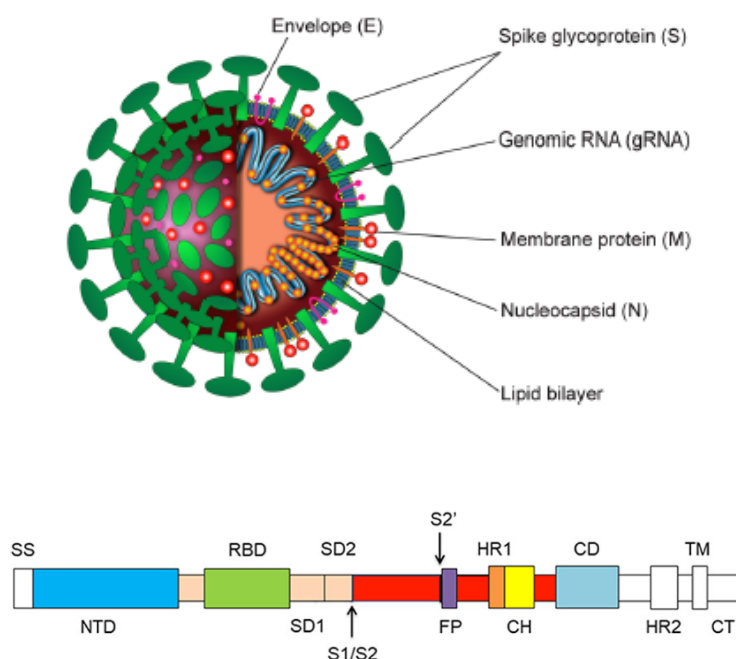 Envelope (E)
Spike glycoprotein (S)
Genomic RNA (gRNA)
Membrane protein (M)
Nucleocapsid (N)
Lipid bilayer
S2’
SS
RBD
SD2
HR1
CD
TM
NTD
SD1
FP
CH
HR2
CT
S1/S2